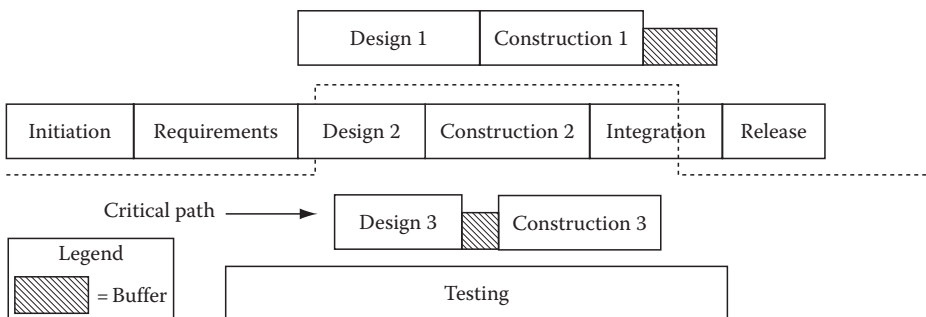 Design 1 Construction 1
Initiation Requirements Design 2 Construction 2 Integration Release
Critical path
Design 3 Construction 3
Legend
= Buffer
Testing